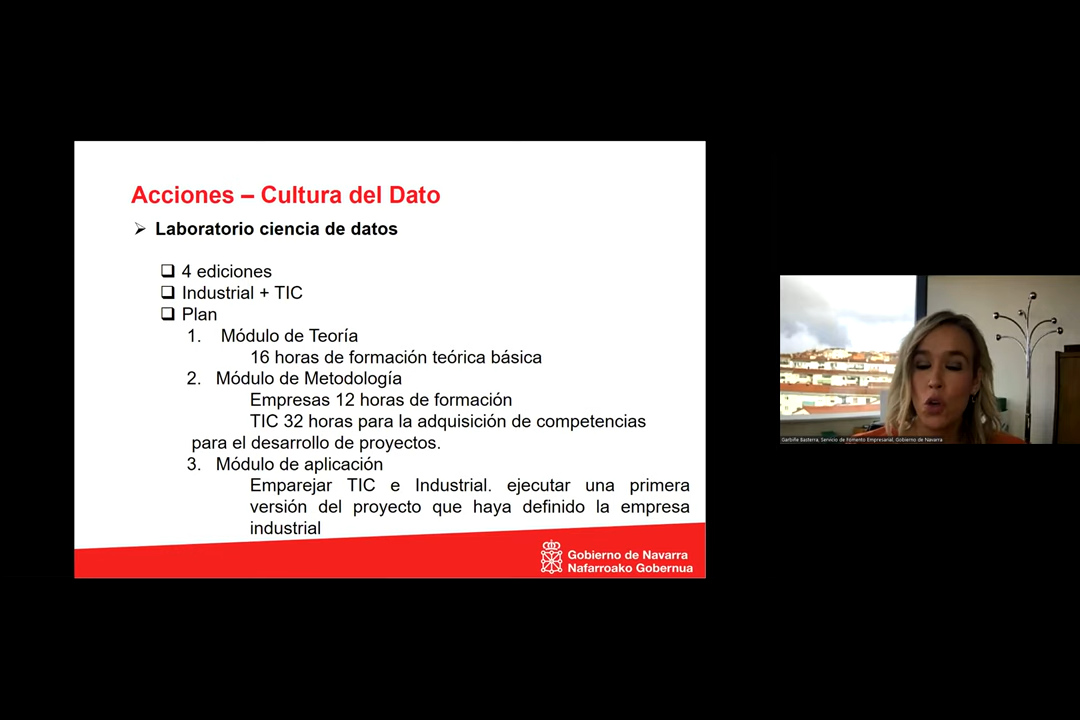 Acciones – Cultura del Dato
➢ Laboratorio ciencia de datos
❑ 4 ediciones
❑ Industrial + TIC
❑ Plan
1. Módulo de Teoría
16 horas de formación teórica básica
2. Módulo de Metodología
Empresas 12 horas de formación
TIC 32 horas para la adquisición de competencias
para el desarrollo de proyectos.
3. Módulo de aplicación
Emparejar TIC e Industrial. ejecutar una primera
versión del proyecto que haya definido la empresa
industrial
Gobierno de Navarra
Nafarroako Gobernua
Garbiñe Basterra, Servicio de Fomento Empresarial, Gobierno de Navarra